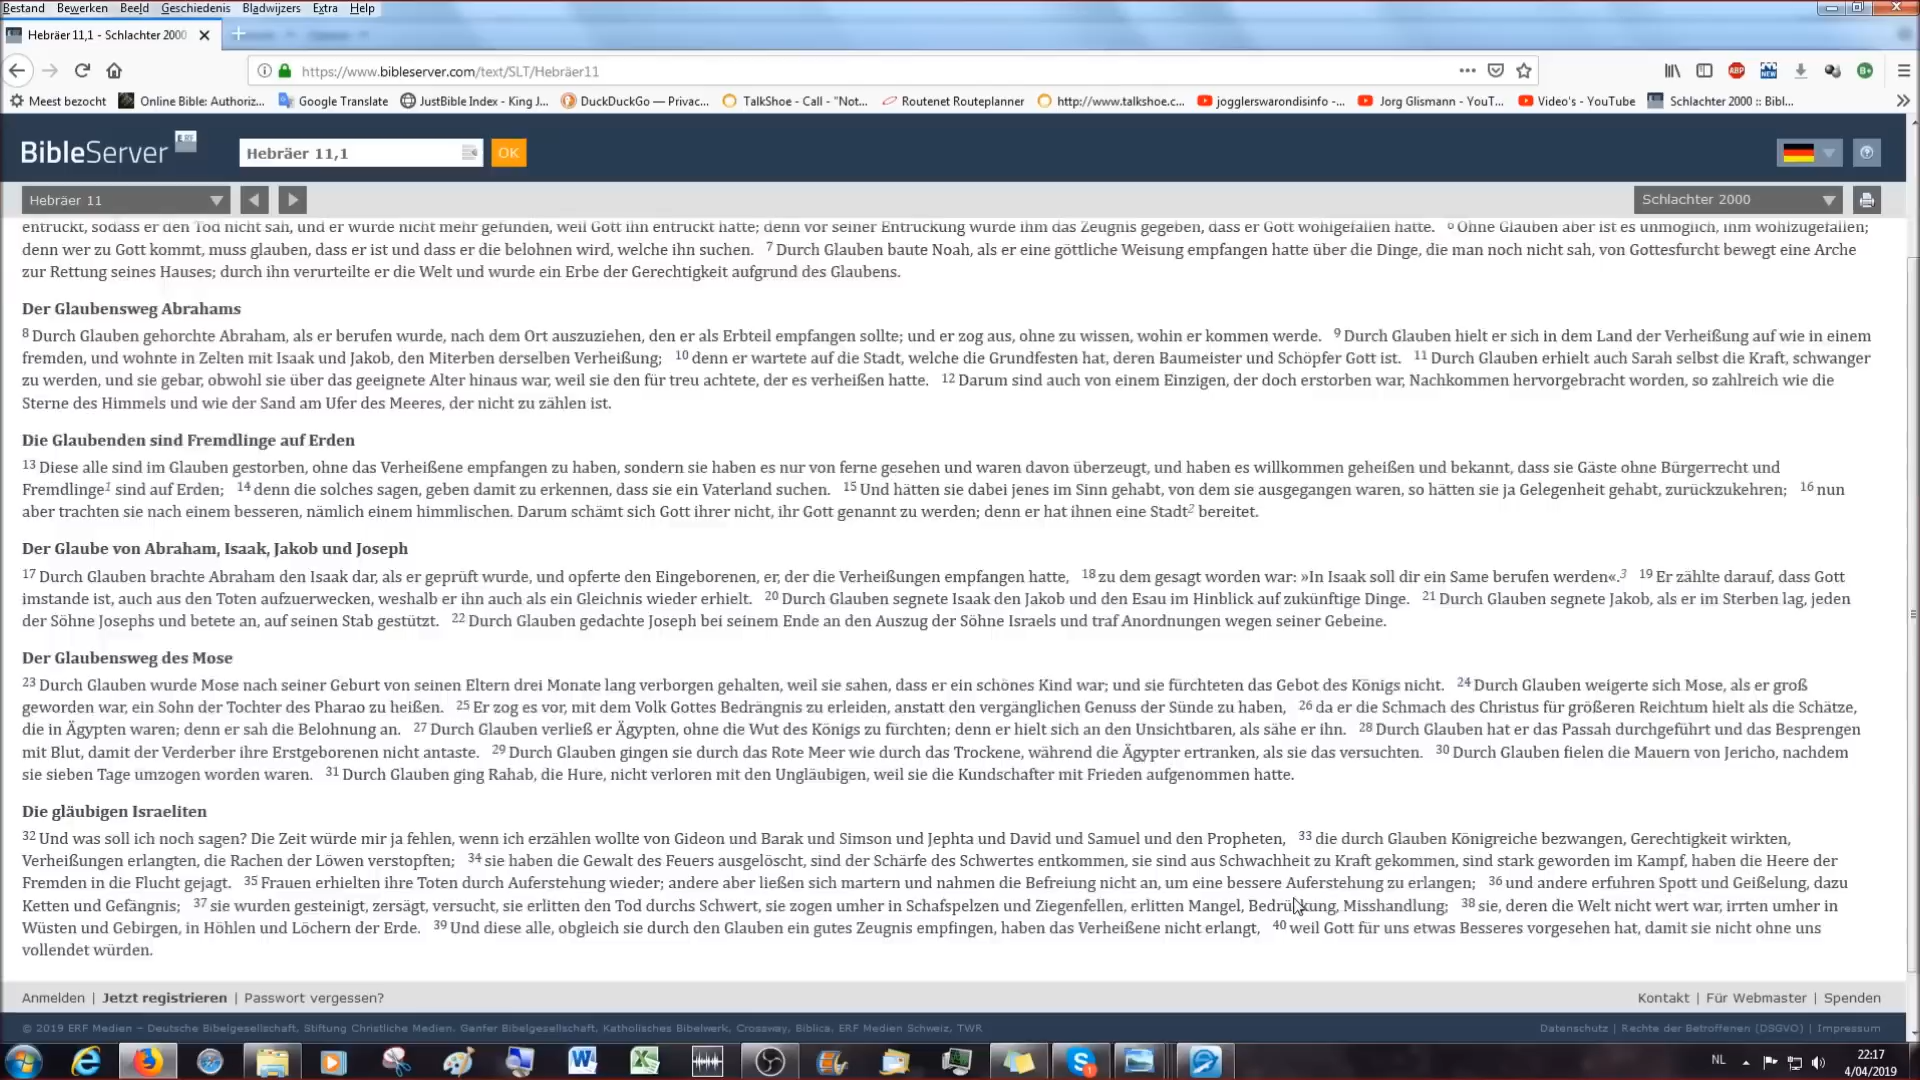 Bestand Bewerken Beeld Geschiedenis Bladwijzers Extra Help
Hebräer 11,1 - Schlachter 2000
https://www.bibleserver.com/text/SLT/Hebräer11
Meest bezocht Online Bible: Authoriz... Google Translate JustBible Index - King J... DuckDuckGo — Privac... TalkShoe - Call - "Not... Routenet Routeplanner http://www.talkshoe.c... jogglerswarondisinfo -... Jorg Glismann - YouT... Video's - YouTube Schlachter 2000 :: Bibl...
BibleServer ERF Hebräer 11,1 OK
Hebräer 11 Schlachter 2000
entrückt, sodass er den Tod nicht sah, und er wurde nicht mehr gefunden, weil Gott ihn entrückt hatte; denn vor seiner Entrückung wurde ihm das Zeugnis gegeben, dass er Gott wohlgefallen hatte. 6 Ohne Glauben aber ist es unmöglich, ihm wohlzugefallen;
denn wer zu Gott kommt, muss glauben, dass er ist und dass er die belohnen wird, welche ihn suchen. 7 Durch Glauben baute Noah, als er eine göttliche Weisung empfangen hatte über die Dinge, die man noch nicht sah, von Gottesfurcht bewegt eine Arche
zur Rettung seines Hauses; durch ihn verurteilte er die Welt und wurde ein Erbe der Gerechtigkeit aufgrund des Glaubens.
Der Glaubensweg Abrahams
8 Durch Glauben gehorchte Abraham, als er berufen wurde, nach dem Ort auszuziehen, den er als Erbteil empfangen sollte; und er zog aus, ohne zu wissen, wohin er kommen werde. 9 Durch Glauben hielt er sich in dem Land der Verheißung auf wie in einem
fremden, und wohnte in Zelten mit Isaak und Jakob, den Miterben derselben Verheißung; 10 denn er wartete auf die Stadt, welche die Grundfesten hat, deren Baumeister und Schöpfer Gott ist. 11 Durch Glauben erhielt auch Sarah selbst die Kraft, schwanger
zu werden, und sie gebar, obwohl sie über das geeignete Alter hinaus war, weil sie den für treu achtete, der es verheißen hatte. 12 Darum sind auch von einem Einzigen, der doch erstorben war, Nachkommen hervorgebracht worden, so zahlreich wie die
Sterne des Himmels und wie der Sand am Ufer des Meeres, der nicht zu zählen ist.
Die Glaubenden sind Fremdlinge auf Erden
13 Diese alle sind im Glauben gestorben, ohne das Verheißene empfangen zu haben, sondern sie haben es nur von ferne gesehen und waren davon überzeugt, und haben es willkommen geheißen und bekannt, dass sie Gäste ohne Bürgerrecht und
Fremdlinge1 sind auf Erden; 14 denn die solches sagen, geben damit zu erkennen, dass sie ein Vaterland suchen. 15 Und hätten sie dabei jenes im Sinn gehabt, von dem sie ausgegangen waren, so hätten sie ja Gelegenheit gehabt, zurückzukehren; 16 nun
aber trachten sie nach einem besseren, nämlich einem himmlischen. Darum schämt sich Gott ihrer nicht, ihr Gott genannt zu werden; denn er hat ihnen eine Stadt2 bereitet.
Der Glaube von Abraham, Isaak, Jakob und Joseph
17 Durch Glauben brachte Abraham den Isaak dar, als er geprüft wurde, und opferte den Eingeborenen, er, der die Verheißungen empfangen hatte, 18 zu dem gesagt worden war: »In Isaak soll dir ein Same berufen werden«.3 19 Er zählte darauf, dass Gott
imstande ist, auch aus den Toten aufzuerwecken, weshalb er ihn auch als ein Gleichnis wieder erhielt. 20 Durch Glauben segnete Isaak den Jakob und den Esau im Hinblick auf zukünftige Dinge. 21 Durch Glauben segnete Jakob, als er im Sterben lag, jeden
der Söhne Josephs und betete an, auf seinen Stab gestützt. 22 Durch Glauben gedachte Joseph bei seinem Ende an den Auszug der Söhne Israels und traf Anordnungen wegen seiner Gebeine.
Der Glaubensweg des Mose
23 Durch Glauben wurde Mose nach seiner Geburt von seinen Eltern drei Monate lang verborgen gehalten, weil sie sahen, dass er ein schönes Kind war; und sie fürchteten das Gebot des Königs nicht. 24 Durch Glauben weigerte sich Mose, als er groß
geworden war, ein Sohn der Tochter des Pharao zu heißen. 25 Er zog es vor, mit dem Volk Gottes Bedrängnis zu erleiden, anstatt den vergänglichen Genuss der Sünde zu haben, 26 da er die Schmach des Christus für größeren Reichtum hielt als die Schätze,
die in Ägypten waren; denn er sah die Belohnung an. 27 Durch Glauben verließ er Ägypten, ohne die Wut des Königs zu fürchten; denn er hielt sich an den Unsichtbaren, als sähe er ihn. 28 Durch Glauben hat er das Passah durchgeführt und das Besprengen
mit Blut, damit der Verderber ihre Erstgeborenen nicht antaste. 29 Durch Glauben gingen sie durch das Rote Meer wie durch das Trockene, während die Ägypter ertranken, als sie das versuchten. 30 Durch Glauben fielen die Mauern von Jericho, nachdem
sie sieben Tage umzogen worden waren. 31 Durch Glauben ging Rahab, die Hure, nicht verloren mit den Ungläubigen, weil sie die Kundschafter mit Frieden aufgenommen hatte.
Die gläubigen Israeliten
32 Und was soll ich noch sagen? Die Zeit würde mir ja fehlen, wenn ich erzählen wollte von Gideon und Barak und Simson und Jephta und David und Samuel und den Propheten, 33 die durch Glauben Königreiche bezwangen, Gerechtigkeit wirkten,
Verheißungen erlangten, die Rachen der Löwen verstopften; 34 sie haben die Gewalt des Feuers ausgelöscht, sind der Schärfe des Schwertes entkommen, sie sind aus Schwachheit zu Kraft gekommen, sind stark geworden im Kampf, haben die Heere der
Fremden in die Flucht gejagt. 35 Frauen erhielten ihre Toten durch Auferstehung wieder; andere aber ließen sich martern und nahmen die Befreiung nicht an, um eine bessere Auferstehung zu erlangen; 36 und andere erfuhren Spott und Geißelung, dazu
Ketten und Gefängnis; 37 sie wurden gesteinigt, zersägt, versucht, sie erlitten den Tod durchs Schwert, sie zogen umher in Schafspelzen und Ziegenfellen, erlitten Mangel, Bedrückung, Misshandlung; 38 sie, deren die Welt nicht wert war, irrten umher in
Wüsten und Gebirgen, in Höhlen und Löchern der Erde. 39 Und diese alle, obgleich sie durch den Glauben ein gutes Zeugnis empfingen, haben das Verheißene nicht erlangt, 40 weil Gott für uns etwas Besseres vorgesehen hat, damit sie nicht ohne uns
vollendet würden.
Anmelden | Jetzt registrieren | Passwort vergessen? Kontakt | Für Webmaster | Spenden
© 2019 ERF Medien – Deutsche Bibelgesellschaft, Stiftung Christliche Medien, Genfer Bibelgesellschaft, Katholisches Bibelwerk, Crossway, Biblica, ERF Medien Schweiz, TWR Datenschutz | Rechte der Betroffenen (DSGVO) | Impressum
NL 22:17
4/04/2019